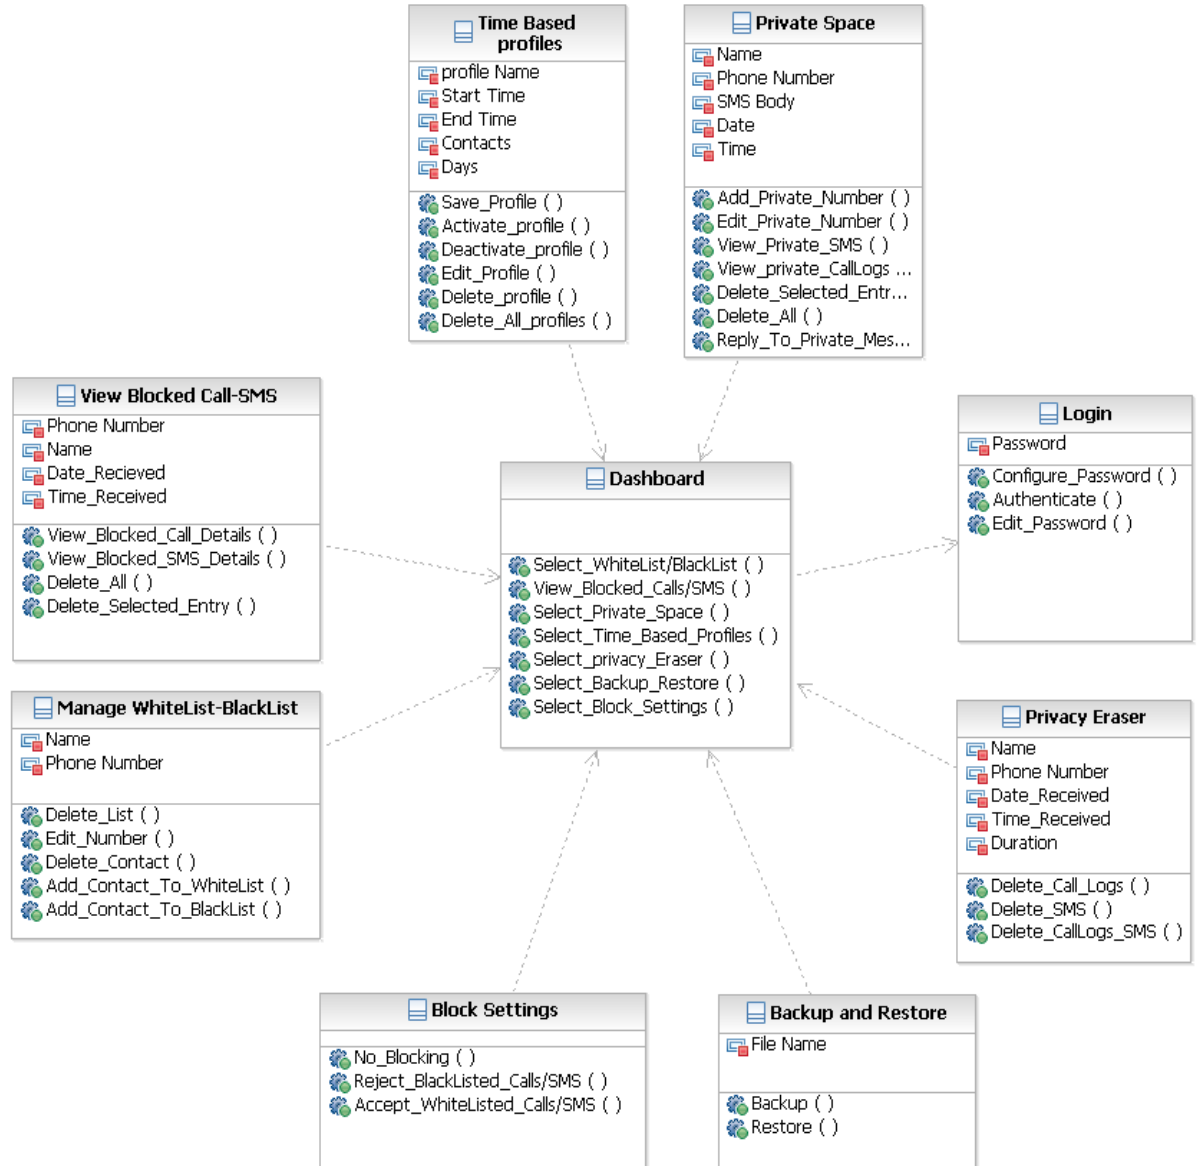 Time Based
profiles
profile Name
Start Time
End Time
Contacts
Days
Save_Profile ( )
Activate_profile ( )
Deactivate_profile ( )
Edit_Profile ( )
Delete_profile ( )
Delete_All_profiles ( )
Private Space
Name
Phone Number
SMS Body
Date
Time
Add_Private_Number ( )
Edit_Private_Number ( )
View_Private_SMS ( )
View_private_CallLogs ...
Delete_Selected_Entr...
Delete_All ( )
Reply_To_Private_Mes...
View Blocked Call-SMS
Phone Number
Name
Date_Recieved
Time_Received
View_Blocked_Call_Details ( )
View_Blocked_SMS_Details ( )
Delete_All ( )
Delete_Selected_Entry ( )
Dashboard
Select_WhiteList/BlackList ( )
View_Blocked_Calls/SMS ( )
Select_Private_Space ( )
Select_Time_Based_Profiles ( )
Select_privacy_Eraser ( )
Select_Backup_Restore ( )
Select_Block_Settings ( )
Login
Password
Configure_Password ( )
Authenticate ( )
Edit_Password ( )
Manage WhiteList-BlackList
Name
Phone Number
Delete_List ( )
Edit_Number ( )
Delete_Contact ( )
Add_Contact_To_WhiteList ( )
Add_Contact_To_BlackList ( )
Privacy Eraser
Name
Phone Number
Date_Received
Time_Received
Duration
Delete_Call_Logs ( )
Delete_SMS ( )
Delete_CallLogs_SMS ( )
Block Settings
No_Blocking ( )
Reject_BlackListed_Calls/SMS ( )
Accept_WhiteListed_Calls/SMS ( )
Backup and Restore
File Name
Backup ( )
Restore ( )